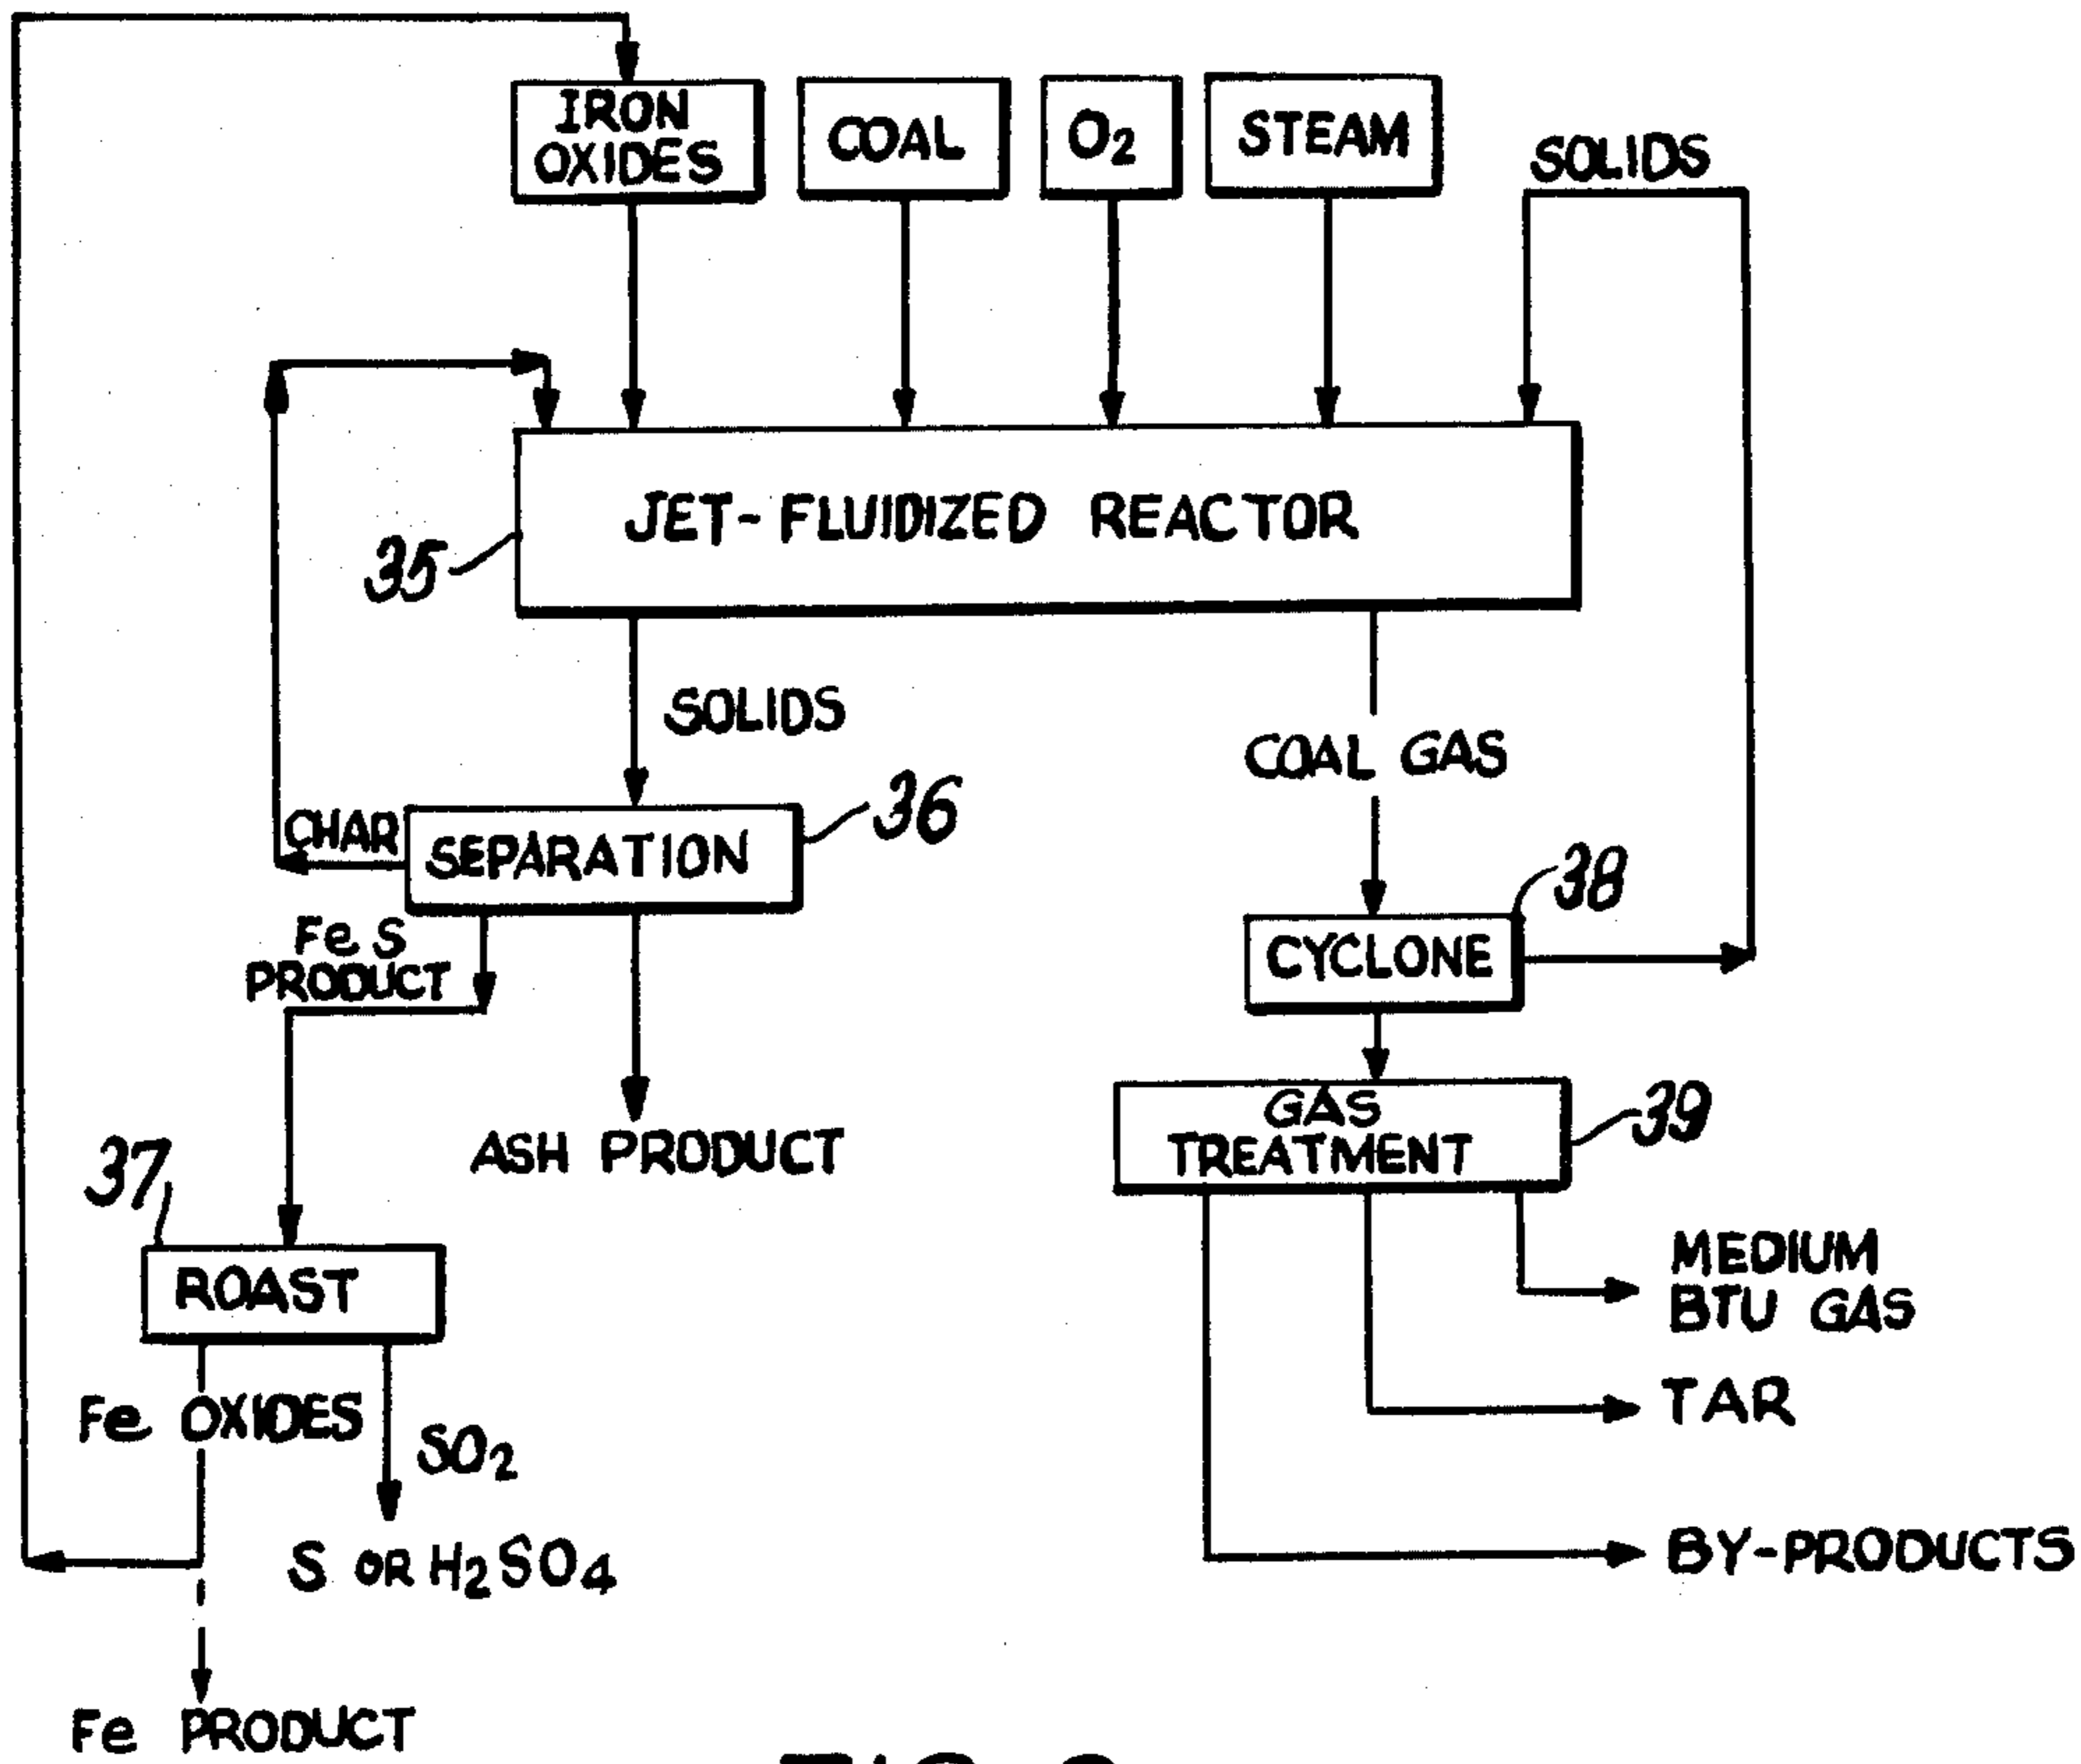 IRON
OXIDES
COAL
O2
STEAM
SOLIDS
JET-FLUIDIZED REACTOR
35
SOLIDS
COAL GAS
36
CHAR
SEPARATION
38
Fe S
PRODUCT
CYCLONE
GAS
TREATMENT
39
ASH PRODUCT
37
ROAST
MEDIUM
BTU GAS
Fe OXIDES
SO2
TAR
S OR H2SO4
BY-PRODUCTS
Fe PRODUCT